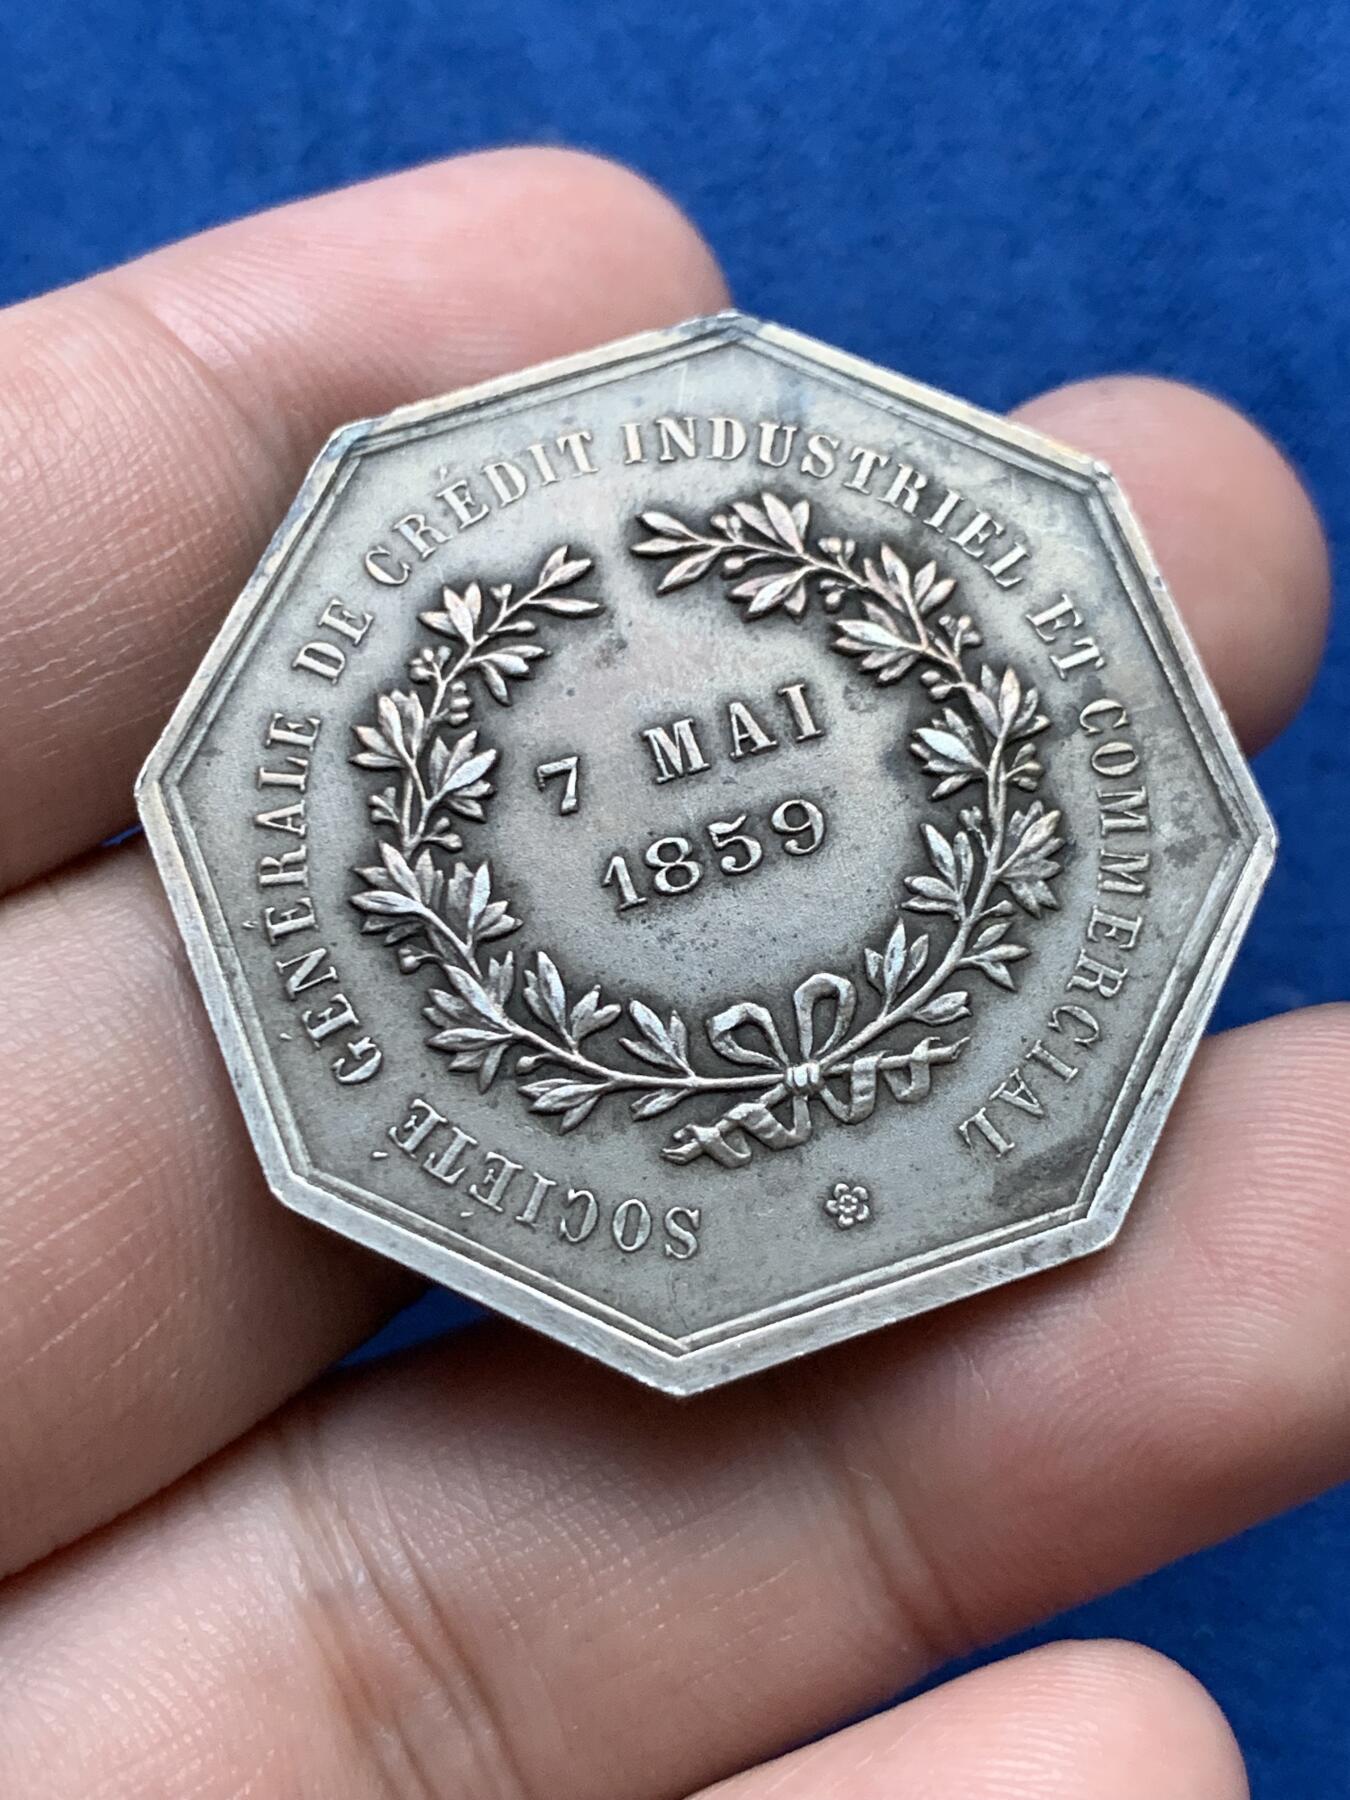 SOCIÉTÉ GÉNÉRALE DE CRÉDIT INDUSTRIEL ET COMMERCIAL
7 MAI
1859